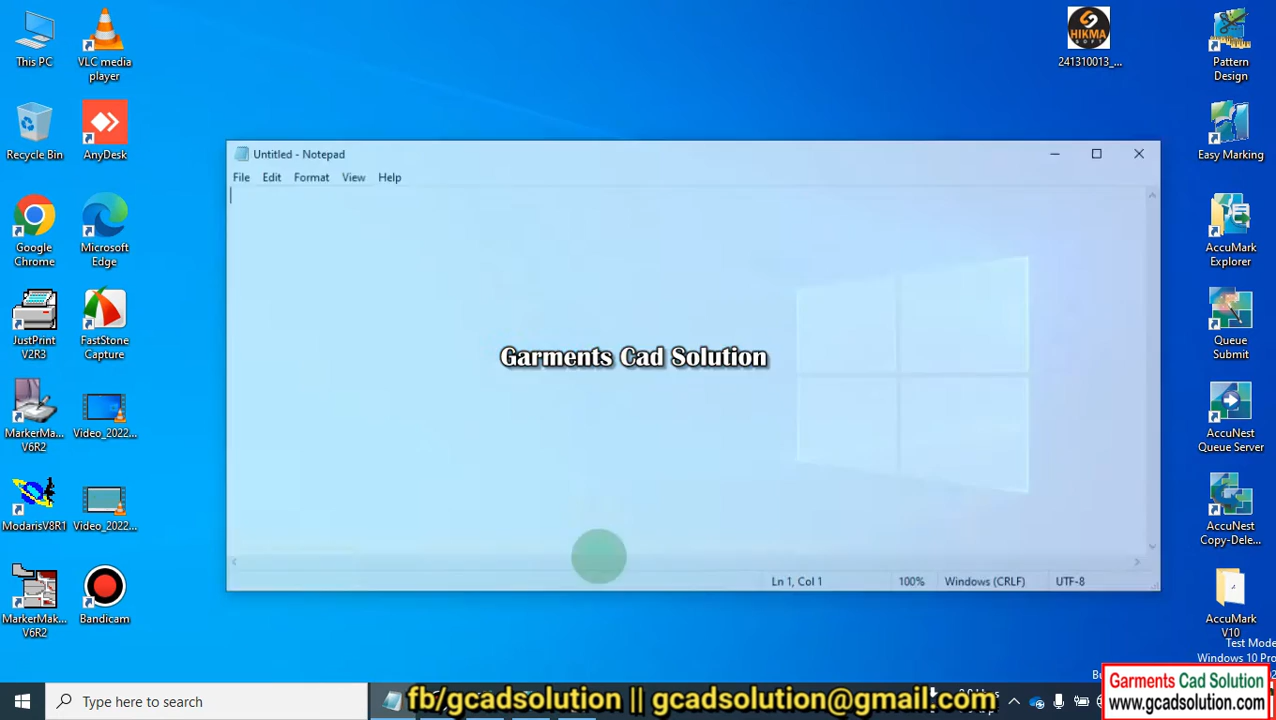 This PC
VLC media
player
Recycle Bin
AnyDesk
Google
Chrome
Microsoft
Edge
JustPrint
V2R3
FastStone
Capture
MarkerMa...
V6R2
Video_2022...
ModarisV8R1
Video_2022...
MarkerMak...
V6R2
Bandicam
HIKMA
SOFT
241310013_...
Untitled - Notepad
File Edit Format View Help
Garments Cad Solution
Ln 1, Col 1 100% Windows (CRLF) UTF-8
Pattern
Design
Easy Marking
AccuMark
Explorer
Queue
Submit
AccuNest
Queue Server
AccuNest
Copy-Dele...
AccuMark
V10
Test Mode
Windows 10 Pro
Type here to search
fb/gcadsolution || gcadsolution@gmail.com
Garments Cad Solution
www.gcadsolution.com